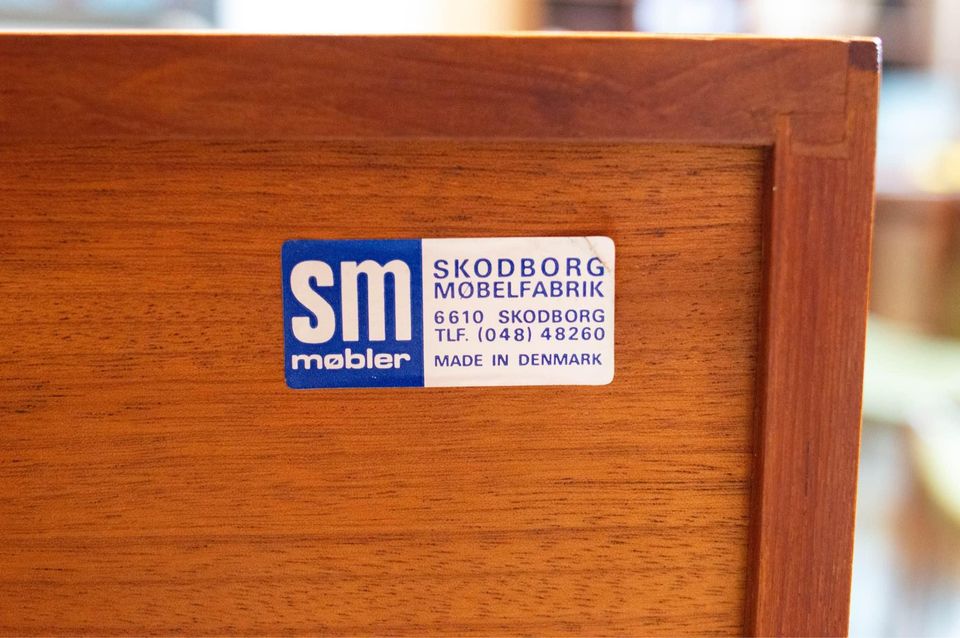 sm
møbler
SKODBORG
MØBELFABRIK
6610 SKODBORG
TLF. (048) 48260
MADE IN DENMARK